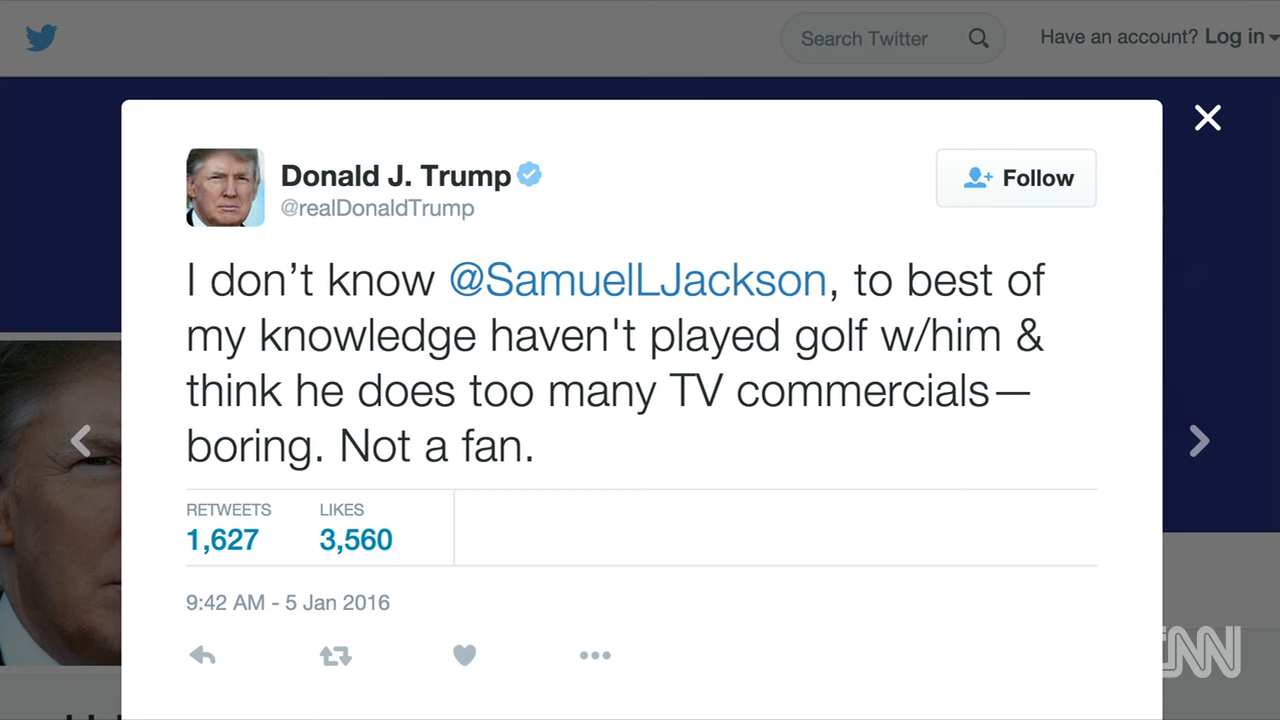 Search Twitter
Have an account? Log in
Donald J. Trump
@realDonaldTrump
Follow
I don’t know @SamuelLJackson, to best of
my knowledge haven't played golf w/him &
think he does too many TV commercials—
boring. Not a fan.
RETWEETS LIKES
1,627 3,560
9:42 AM - 5 Jan 2016
CNN